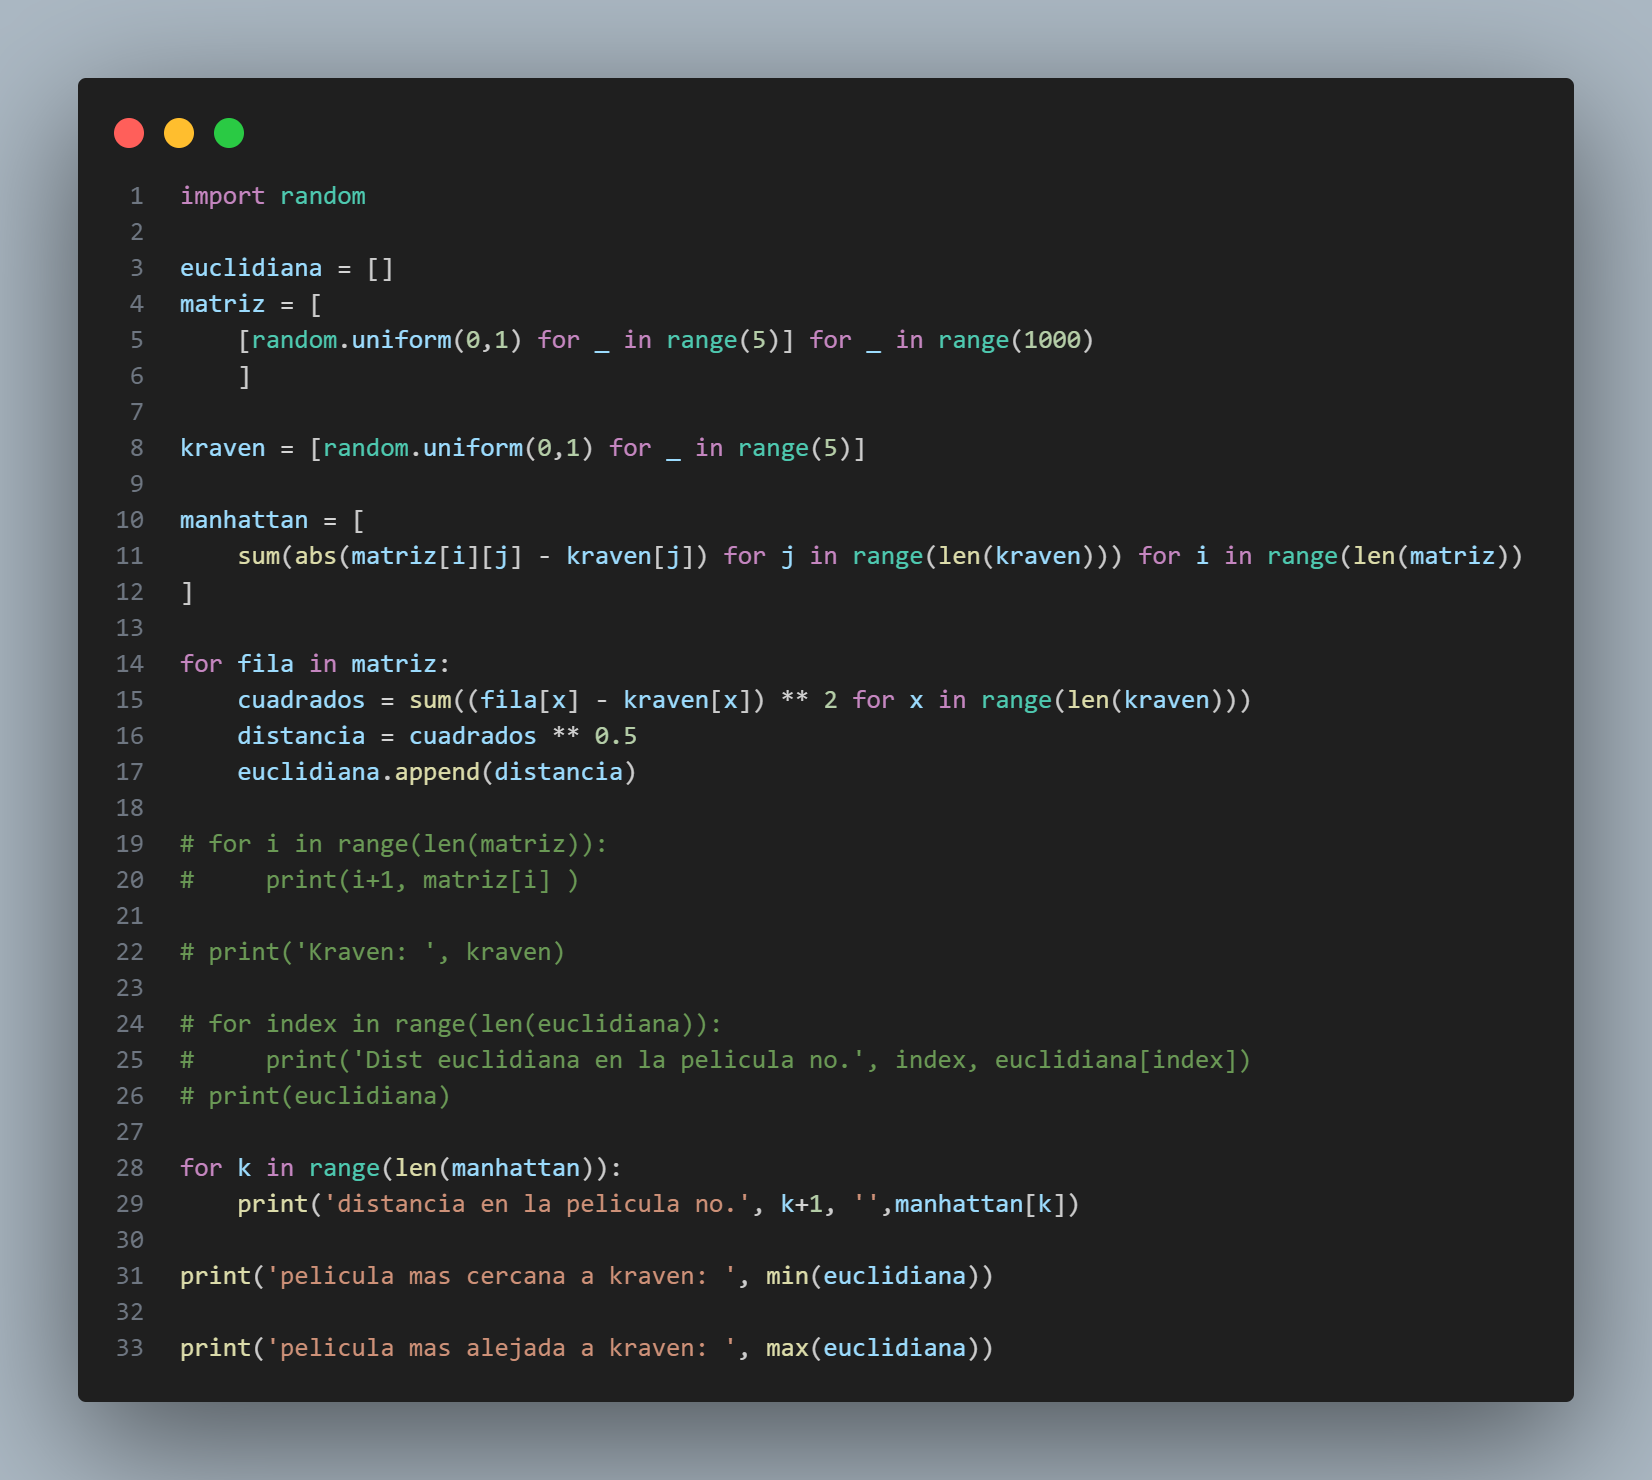 1 import random
2
3 euclidiana = []
4 matriz = [
5     [random.uniform(0,1) for _ in range(5)] for _ in range(1000)
6     ]
7
8 kraven = [random.uniform(0,1) for _ in range(5)]
9
10 manhattan = [
11     sum(abs(matriz[i][j] - kraven[j]) for j in range(len(kraven))) for i in range(len(matriz))
12 ]
13
14 for fila in matriz:
15     cuadrados = sum((fila[x] - kraven[x]) ** 2 for x in range(len(kraven)))
16     distancia = cuadrados ** 0.5
17     euclidiana.append(distancia)
18
19 # for i in range(len(matriz)):
20 #     print(i+1, matriz[i] )
21
22 # print('Kraven: ', kraven)
23
24 # for index in range(len(euclidiana)):
25 #     print('Dist euclidiana en la pelicula no.', index, euclidiana[index])
26 # print(euclidiana)
27
28 for k in range(len(manhattan)):
29     print('distancia en la pelicula no.', k+1, '',manhattan[k])
30
31 print('pelicula mas cercana a kraven: ', min(euclidiana))
32
33 print('pelicula mas alejada a kraven: ', max(euclidiana))